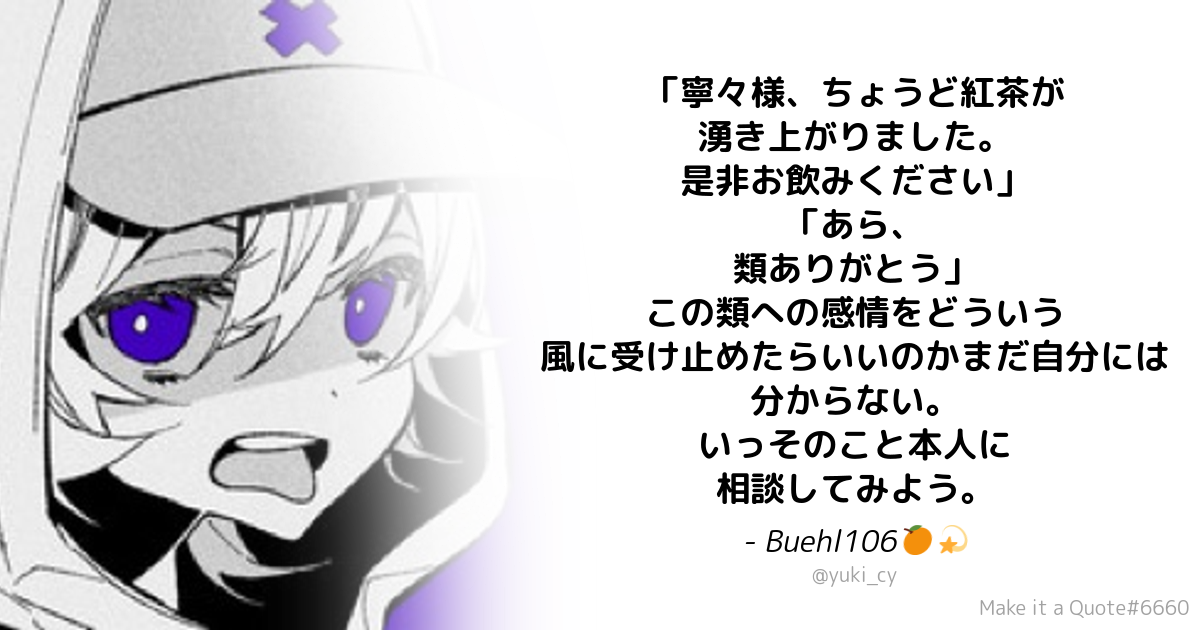 「寧々様、ちょうど紅茶が
湧き上がりました。
是非お飲みください」
「あら、
類ありがとう」
この類への感情をどういう
風に受け止めたらいいのかまだ自分には
分からない。
いっそのこと本人に
相談してみよう。
- Buehl106🍊💫
@yuki_cy
Make it a Quote#6660